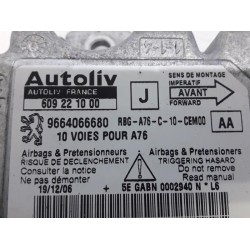 Autoliv
AUTOLIV FRANCE
609 22 10 00
J
SENS DE MONTAGE
IMPERATIF
AVANT
FORWARD
9664066680
RBG-A76-C-10-CEM00
AA
10 VOIES POUR A76
Airbags & Pretensionneurs
Airbags & Pretensioners
RISQUE DE DECLENCHEMENT
TRIGGERING HAZARD
Consulter la Notice
Read User's Manual
Ne pas démonter
Do not Disassemble
19/12/06
5E GABN 0002940 N° L6